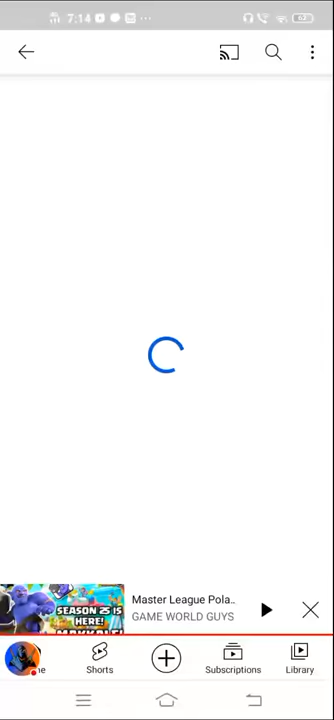 7:14
Master League Pola..
SEASON 25 IS
HERE!
GAME WORLD GUYS
Shorts
Subscriptions
Library